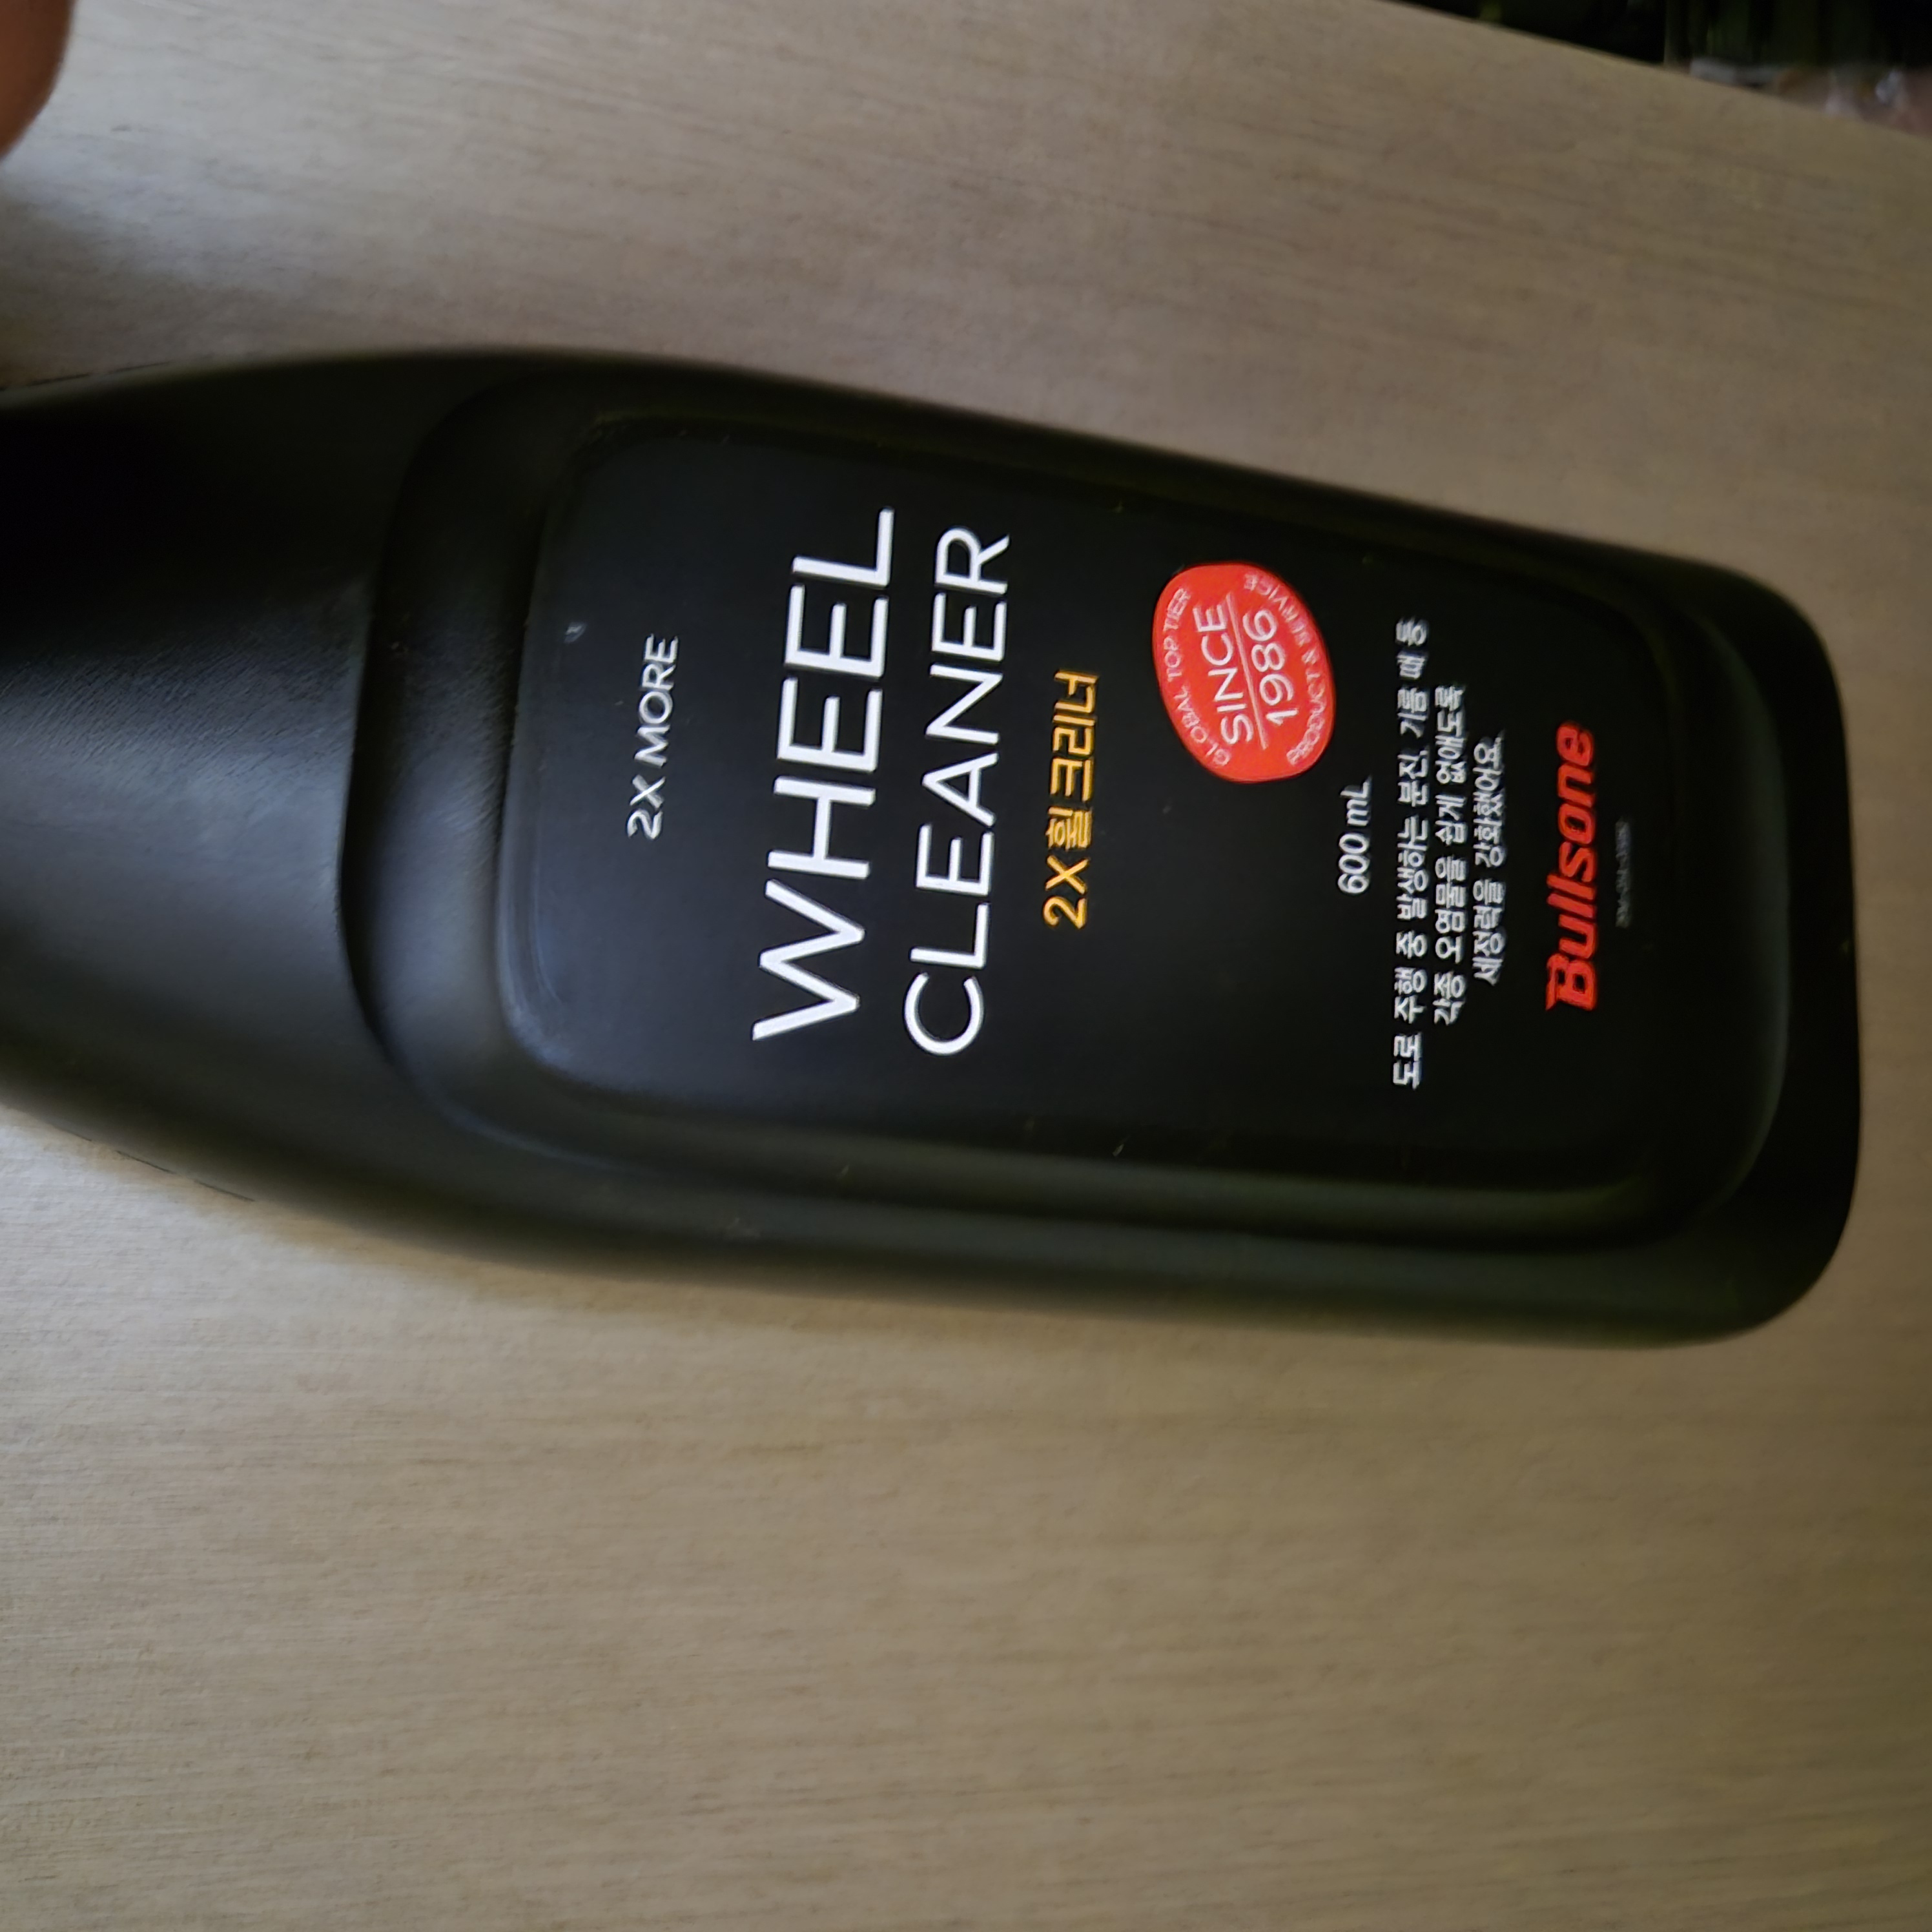 2X MORE
WHEEL
CLEANER
2X 휠 크리너
GLOBAL TOP TIER
SINCE
1986
PRODUCT & SERVICE
600 mL
도로 주행 중 발생하는 분진, 기름 때 등
각종 오염물을 쉽게 없애도록
세정력을 강화했어요.
Bullsone